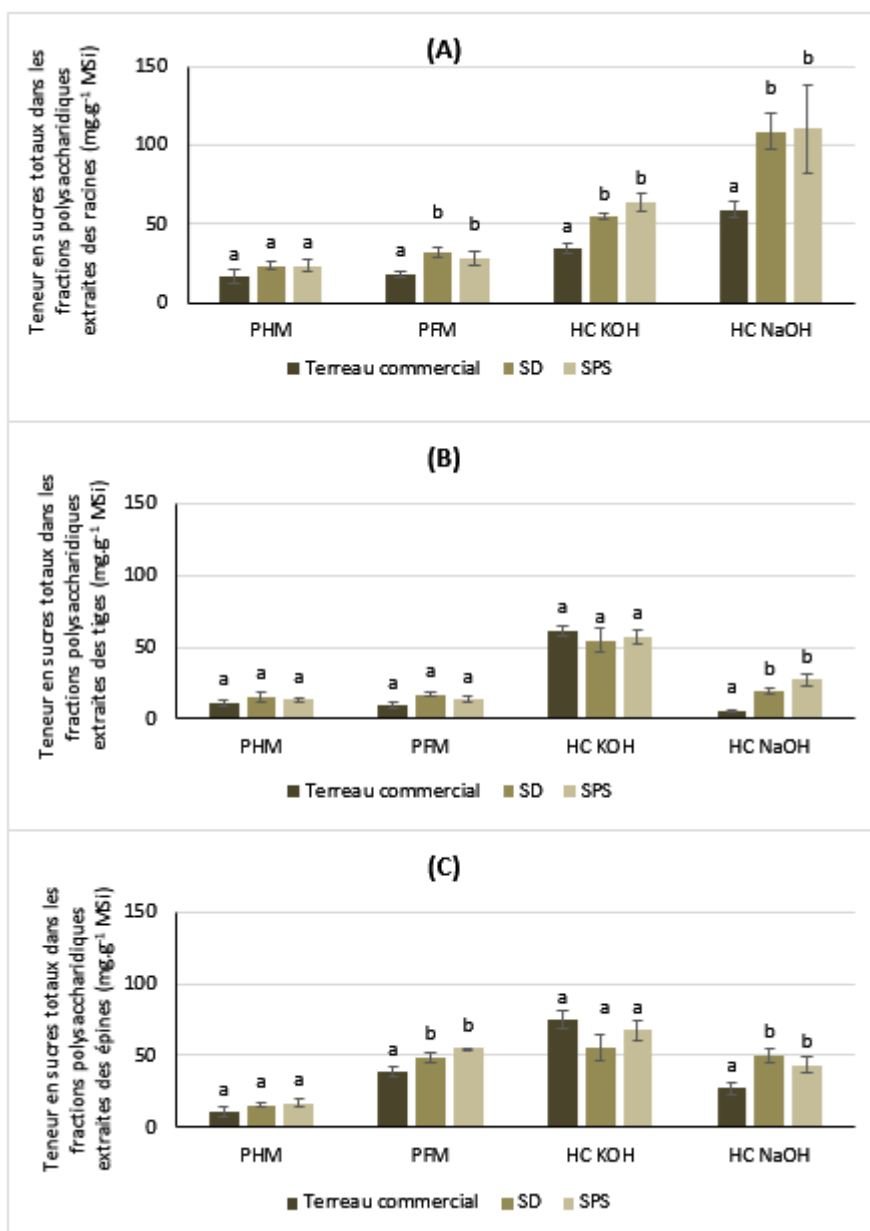 (A)
Teneur en sucres totaux dans les
fractions polysaccharidiques
extraites des racines (mg.g⁻¹ MSi)
150
100
50
0
a a a
a b b
a b b
a b b
PHM PFM HC KOH HC NaOH
Terreau commercial SD SPS
(B)
Teneur en sucres totaux dans les
fractions polysaccharidiques
extraites des tiges (mg.g⁻¹ MSi)
150
100
50
0
a a a
a a a
a a a
a b b
PHM PFM HC KOH HC NaOH
Terreau commercial SD SPS
(C)
Teneur en sucres totaux dans les
fractions polysaccharidiques
extraites des épines (mg.g⁻¹ MSi)
150
100
50
0
a a a
a b b
a a a
a b b
PHM PFM HC KOH HC NaOH
Terreau commercial SD SPS